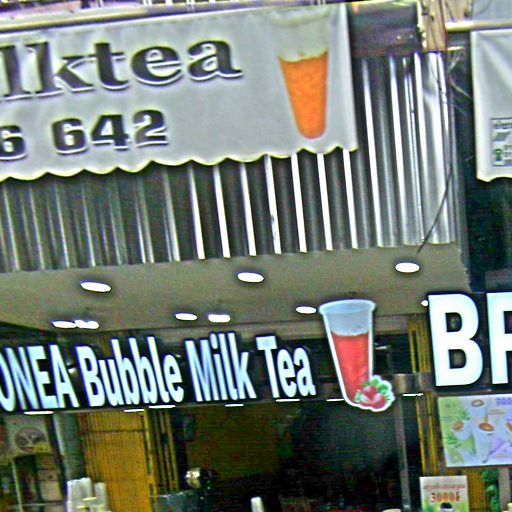 lktea
6 642
ONEA Bubble Milk Tea
BR
3000៛